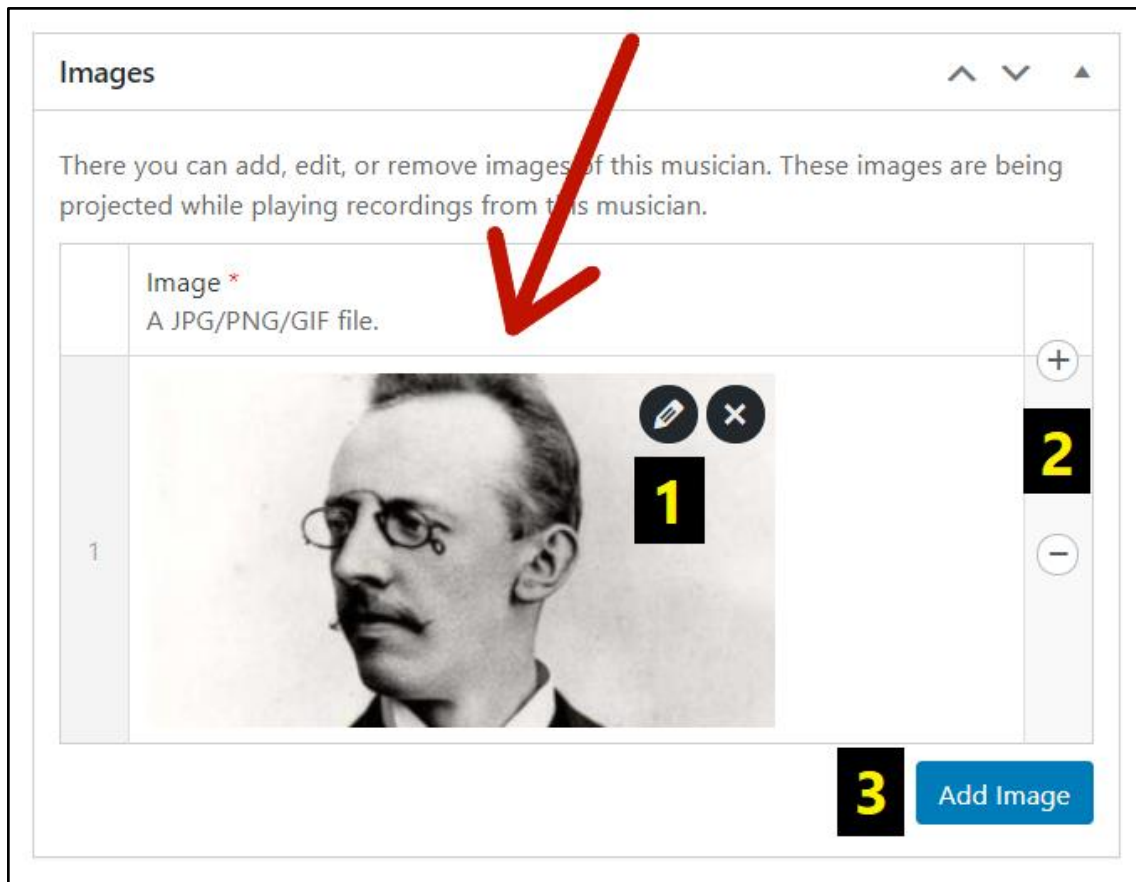 Images
There you can add, edit, or remove images of this musician. These images are being
projected while playing recordings from this musician.
Image *
A JPG/PNG/GIF file.
1
1
2
3
Add Image